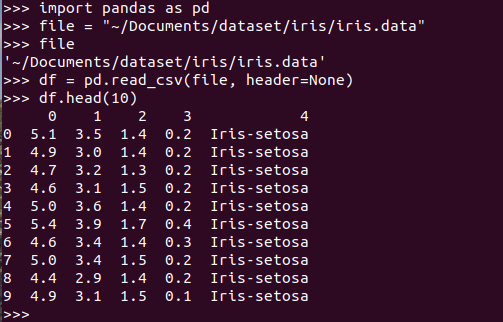 >>> import pandas as pd
>>> file = "~/Documents/dataset/iris/iris.data"
>>> file
'~/Documents/dataset/iris/iris.data'
>>> df = pd.read_csv(file, header=None)
>>> df.head(10)
     0    1    2    3            4
0  5.1  3.5  1.4  0.2  Iris-setosa
1  4.9  3.0  1.4  0.2  Iris-setosa
2  4.7  3.2  1.3  0.2  Iris-setosa
3  4.6  3.1  1.5  0.2  Iris-setosa
4  5.0  3.6  1.4  0.2  Iris-setosa
5  5.4  3.9  1.7  0.4  Iris-setosa
6  4.6  3.4  1.4  0.3  Iris-setosa
7  5.0  3.4  1.5  0.2  Iris-setosa
8  4.4  2.9  1.4  0.2  Iris-setosa
9  4.9  3.1  1.5  0.1  Iris-setosa
>>>